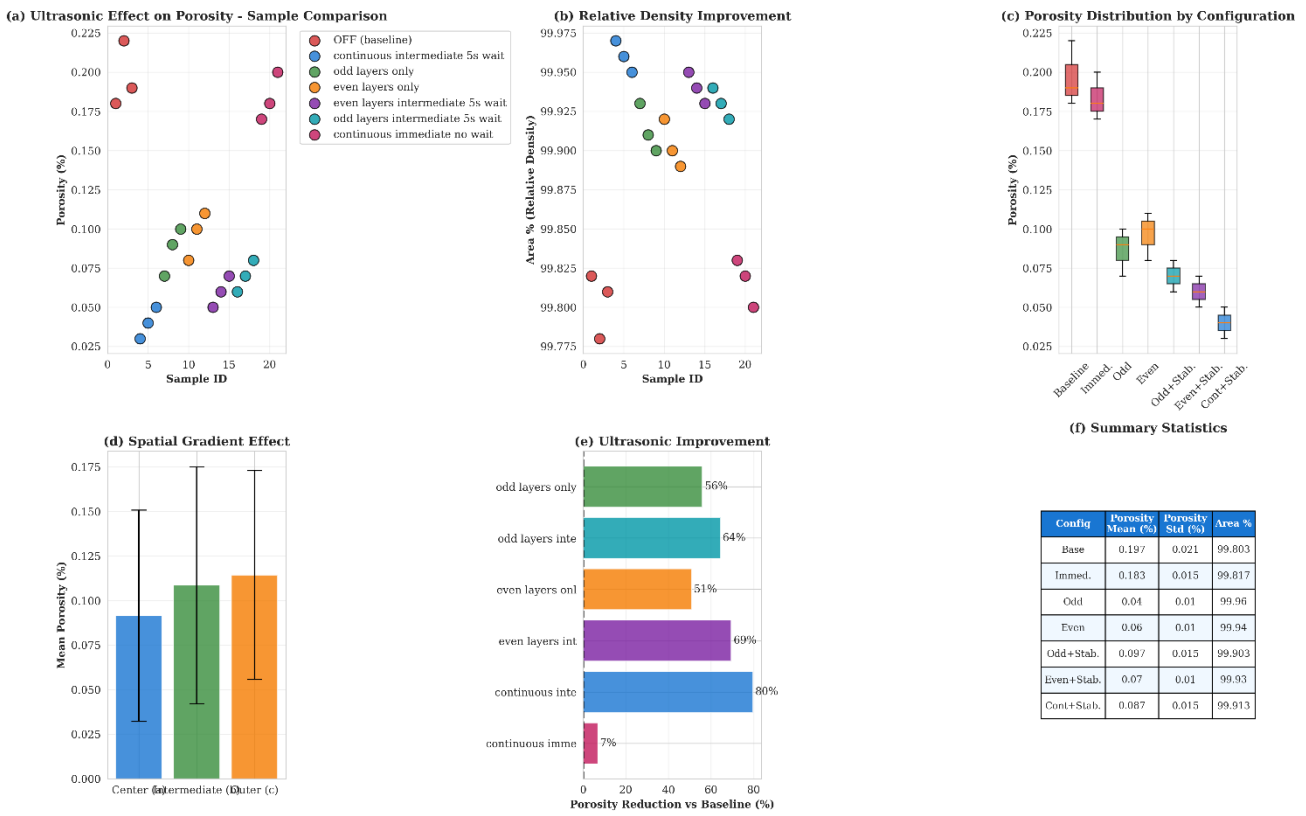 (a) Ultrasonic Effect on Porosity - Sample Comparison
0.225
0.200
0.175
0.150
0.125
0.100
0.075
0.050
0.025
Porosity (%)
0
5
10
15
20
Sample ID
OFF (baseline)
continuous intermediate 5s wait
odd layers only
even layers only
even layers intermediate 5s wait
odd layers intermediate 5s wait
continuous immediate no wait
(b) Relative Density Improvement
99.975
99.950
99.925
99.900
99.875
99.850
99.825
99.800
99.775
Area % (Relative Density)
0
5
10
15
20
Sample ID
(c) Porosity Distribution by Configuration
0.225
0.200
0.175
0.150
0.125
0.100
0.075
0.050
0.025
Porosity (%)
Baseline
Immed.
Odd
Even
Odd+Stab.
Even+Stab.
Cont+Stab.
(d) Spatial Gradient Effect
0.175
0.150
0.125
0.100
0.075
0.050
0.025
0.000
Mean Porosity (%)
Center (a)
Intermediate (b)
Outer (c)
(e) Ultrasonic Improvement
odd layers only
56%
odd layers inte
64%
even layers onl
51%
even layers int
69%
continuous inte
80%
continuous imme
7%
0
20
40
60
80
Porosity Reduction vs Baseline (%)
(f) Summary Statistics
Config Porosity Mean (%) Porosity Std (%) Area %
Base 0.197 0.021 99.803
Immed. 0.183 0.015 99.817
Odd 0.04 0.01 99.96
Even 0.06 0.01 99.94
Odd+Stab. 0.097 0.015 99.903
Even+Stab. 0.07 0.01 99.93
Cont+Stab. 0.087 0.015 99.913